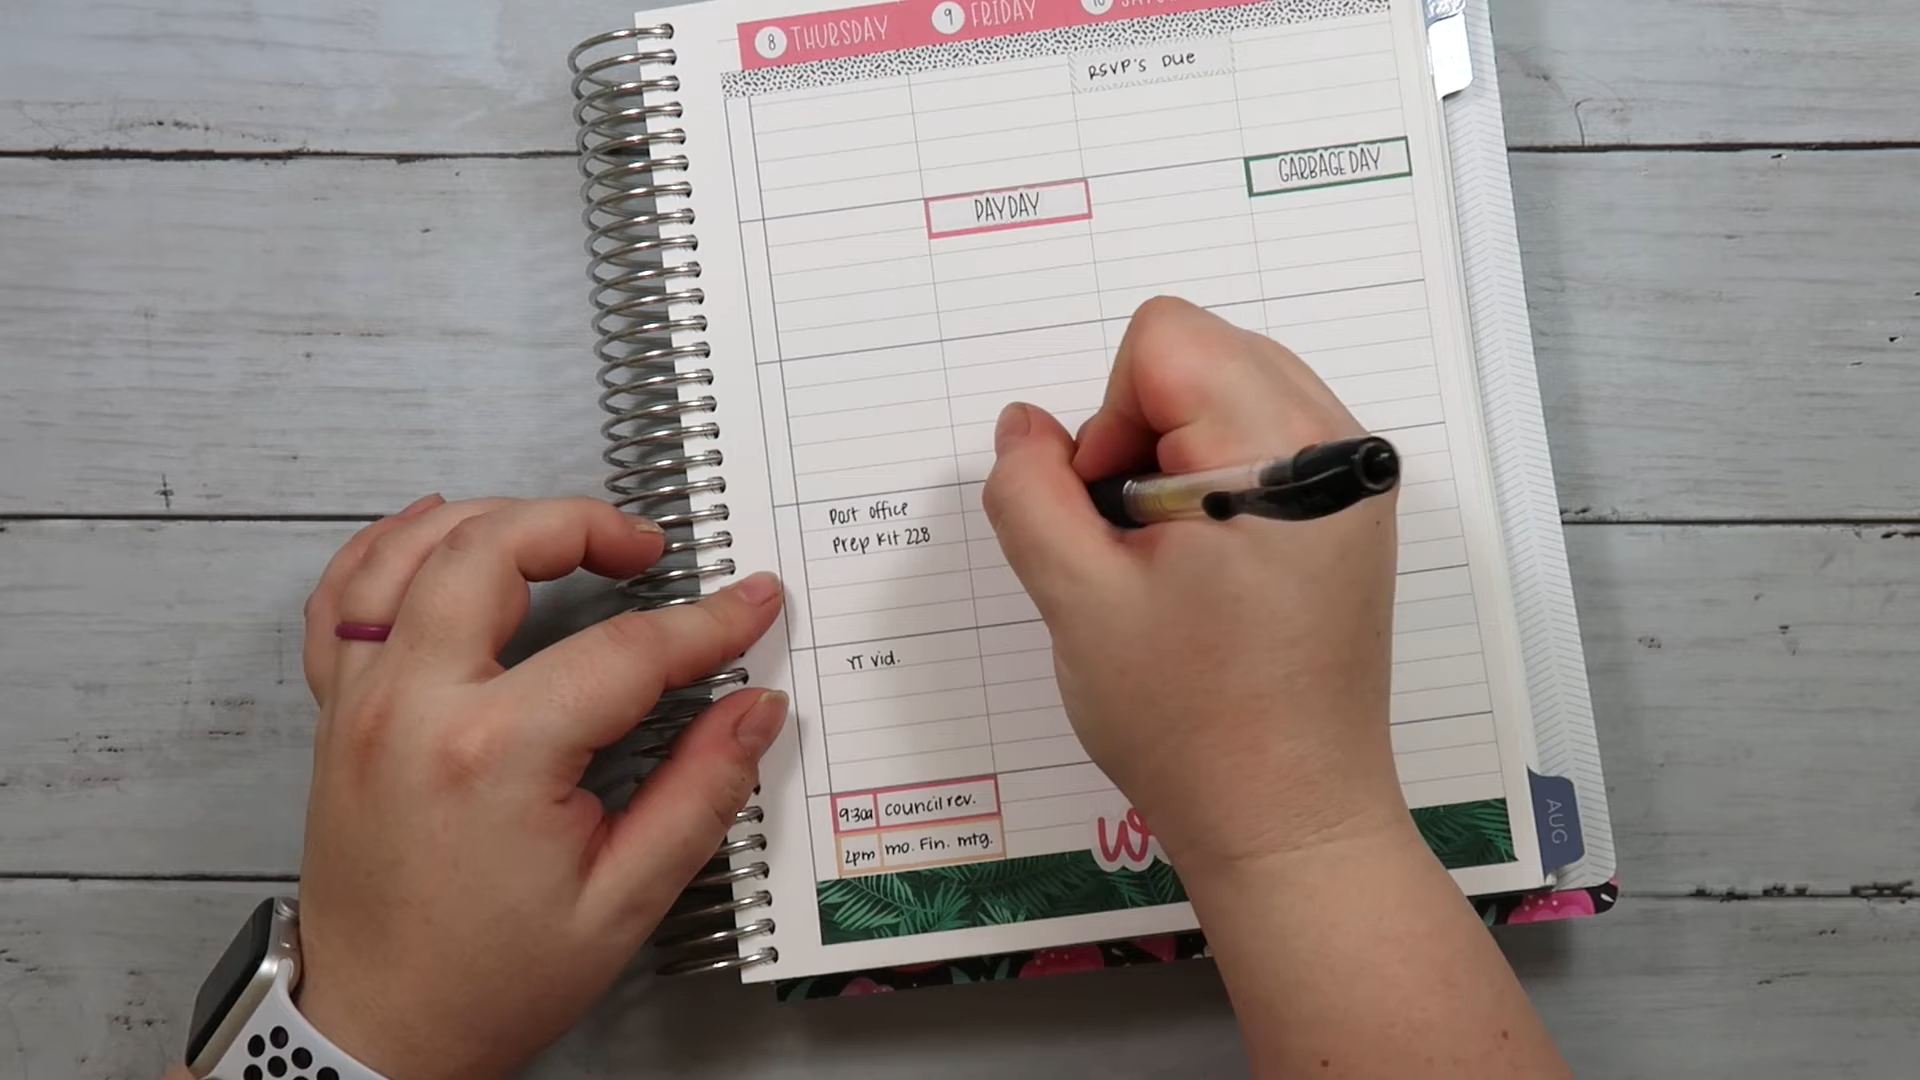 8 THURSDAY
9 FRIDAY
10
RSVP'S DUE
GARBAGE DAY
PAYDAY
Post office
Prep Kit 228
YT vid.
9:30a council rev.
2pm mo. Fin. mtg.
AUG